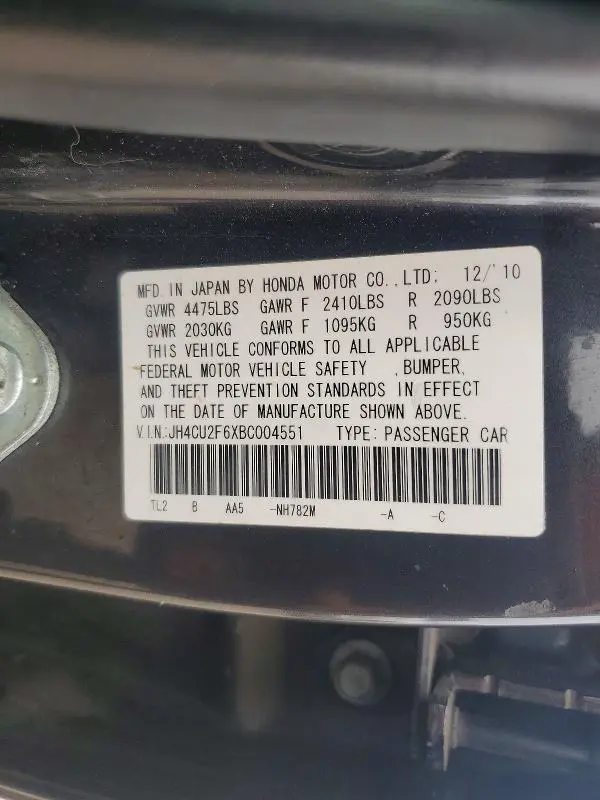 MFD. IN JAPAN BY HONDA MOTOR CO.,LTD; 12/'10
GVWR 4475LBS GAWR F 2410LBS R 2090LBS
GVWR 2030KG GAWR F 1095KG R 950KG
THIS VEHICLE CONFORMS TO ALL APPLICABLE
FEDERAL MOTOR VEHICLE SAFETY ,BUMPER,
AND THEFT PREVENTION STANDARDS IN EFFECT
ON THE DATE OF MANUFACTURE SHOWN ABOVE.
V.I.N.:JH4CU2F6XBC004551 TYPE: PASSENGER CAR
TL2 B AA5 -NH782M -A -C